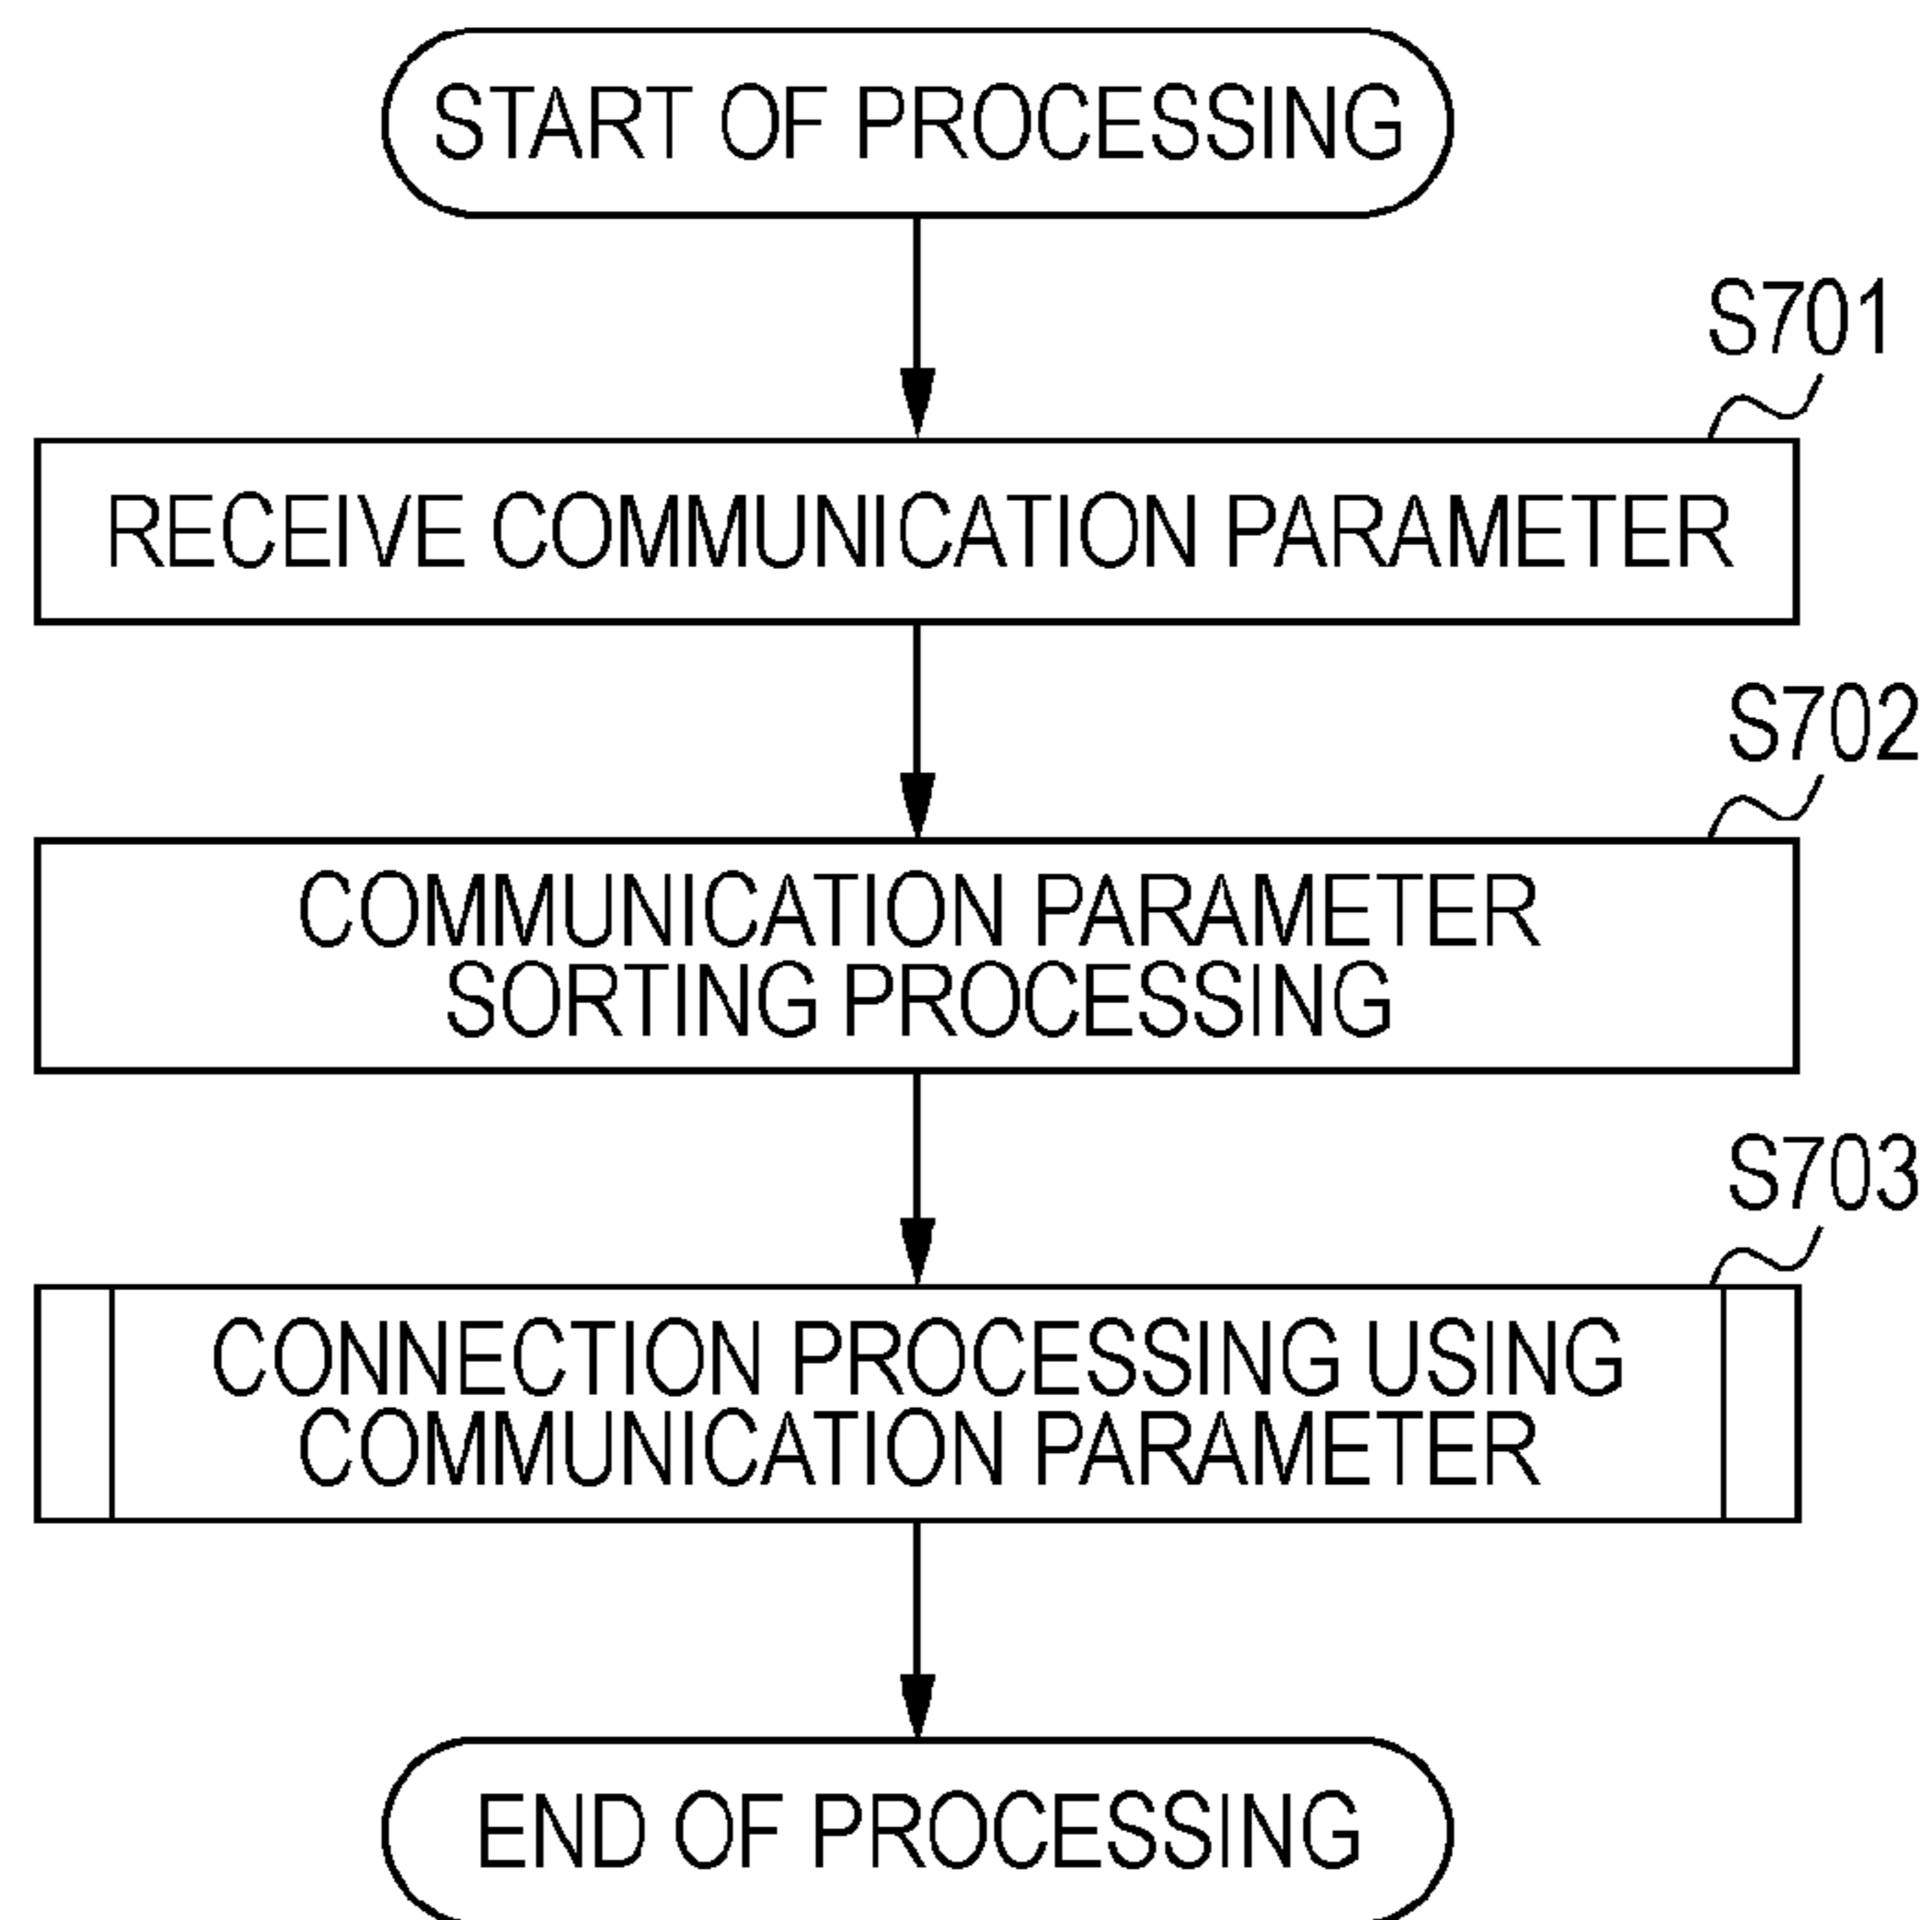 START OF PROCESSING
S701
RECEIVE COMMUNICATION PARAMETER
S702
COMMUNICATION PARAMETER
SORTING PROCESSING
S703
CONNECTION PROCESSING USING
COMMUNICATION PARAMETER
END OF PROCESSING